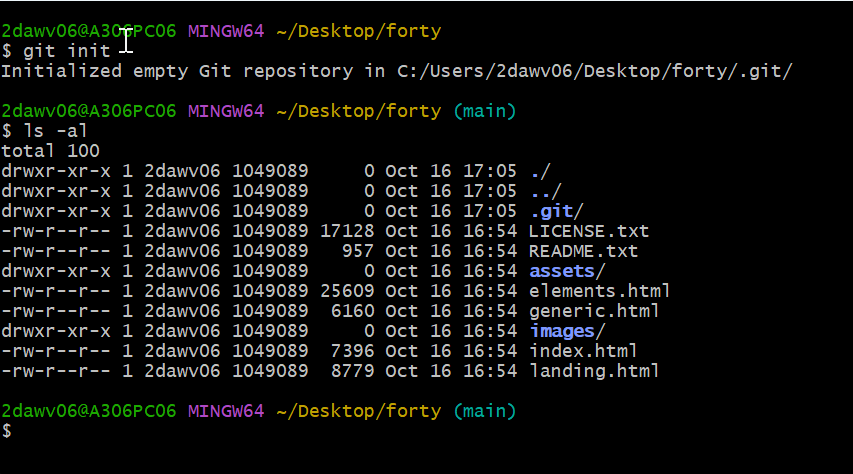 2dawv06@A306PC06 MINGW64 ~/Desktop/forty
$ git init
Initialized empty Git repository in C:/Users/2dawv06/Desktop/forty/.git/

2dawv06@A306PC06 MINGW64 ~/Desktop/forty (main)
$ ls -al
total 100
drwxr-xr-x 1 2dawv06 1049089     0 Oct 16 17:05 ./
drwxr-xr-x 1 2dawv06 1049089     0 Oct 16 17:05 ../
drwxr-xr-x 1 2dawv06 1049089     0 Oct 16 17:05 .git/
-rw-r--r-- 1 2dawv06 1049089 17128 Oct 16 16:54 LICENSE.txt
-rw-r--r-- 1 2dawv06 1049089   957 Oct 16 16:54 README.txt
drwxr-xr-x 1 2dawv06 1049089     0 Oct 16 16:54 assets/
-rw-r--r-- 1 2dawv06 1049089 25609 Oct 16 16:54 elements.html
-rw-r--r-- 1 2dawv06 1049089  6160 Oct 16 16:54 generic.html
drwxr-xr-x 1 2dawv06 1049089     0 Oct 16 16:54 images/
-rw-r--r-- 1 2dawv06 1049089  7396 Oct 16 16:54 index.html
-rw-r--r-- 1 2dawv06 1049089  8779 Oct 16 16:54 landing.html

2dawv06@A306PC06 MINGW64 ~/Desktop/forty (main)
$